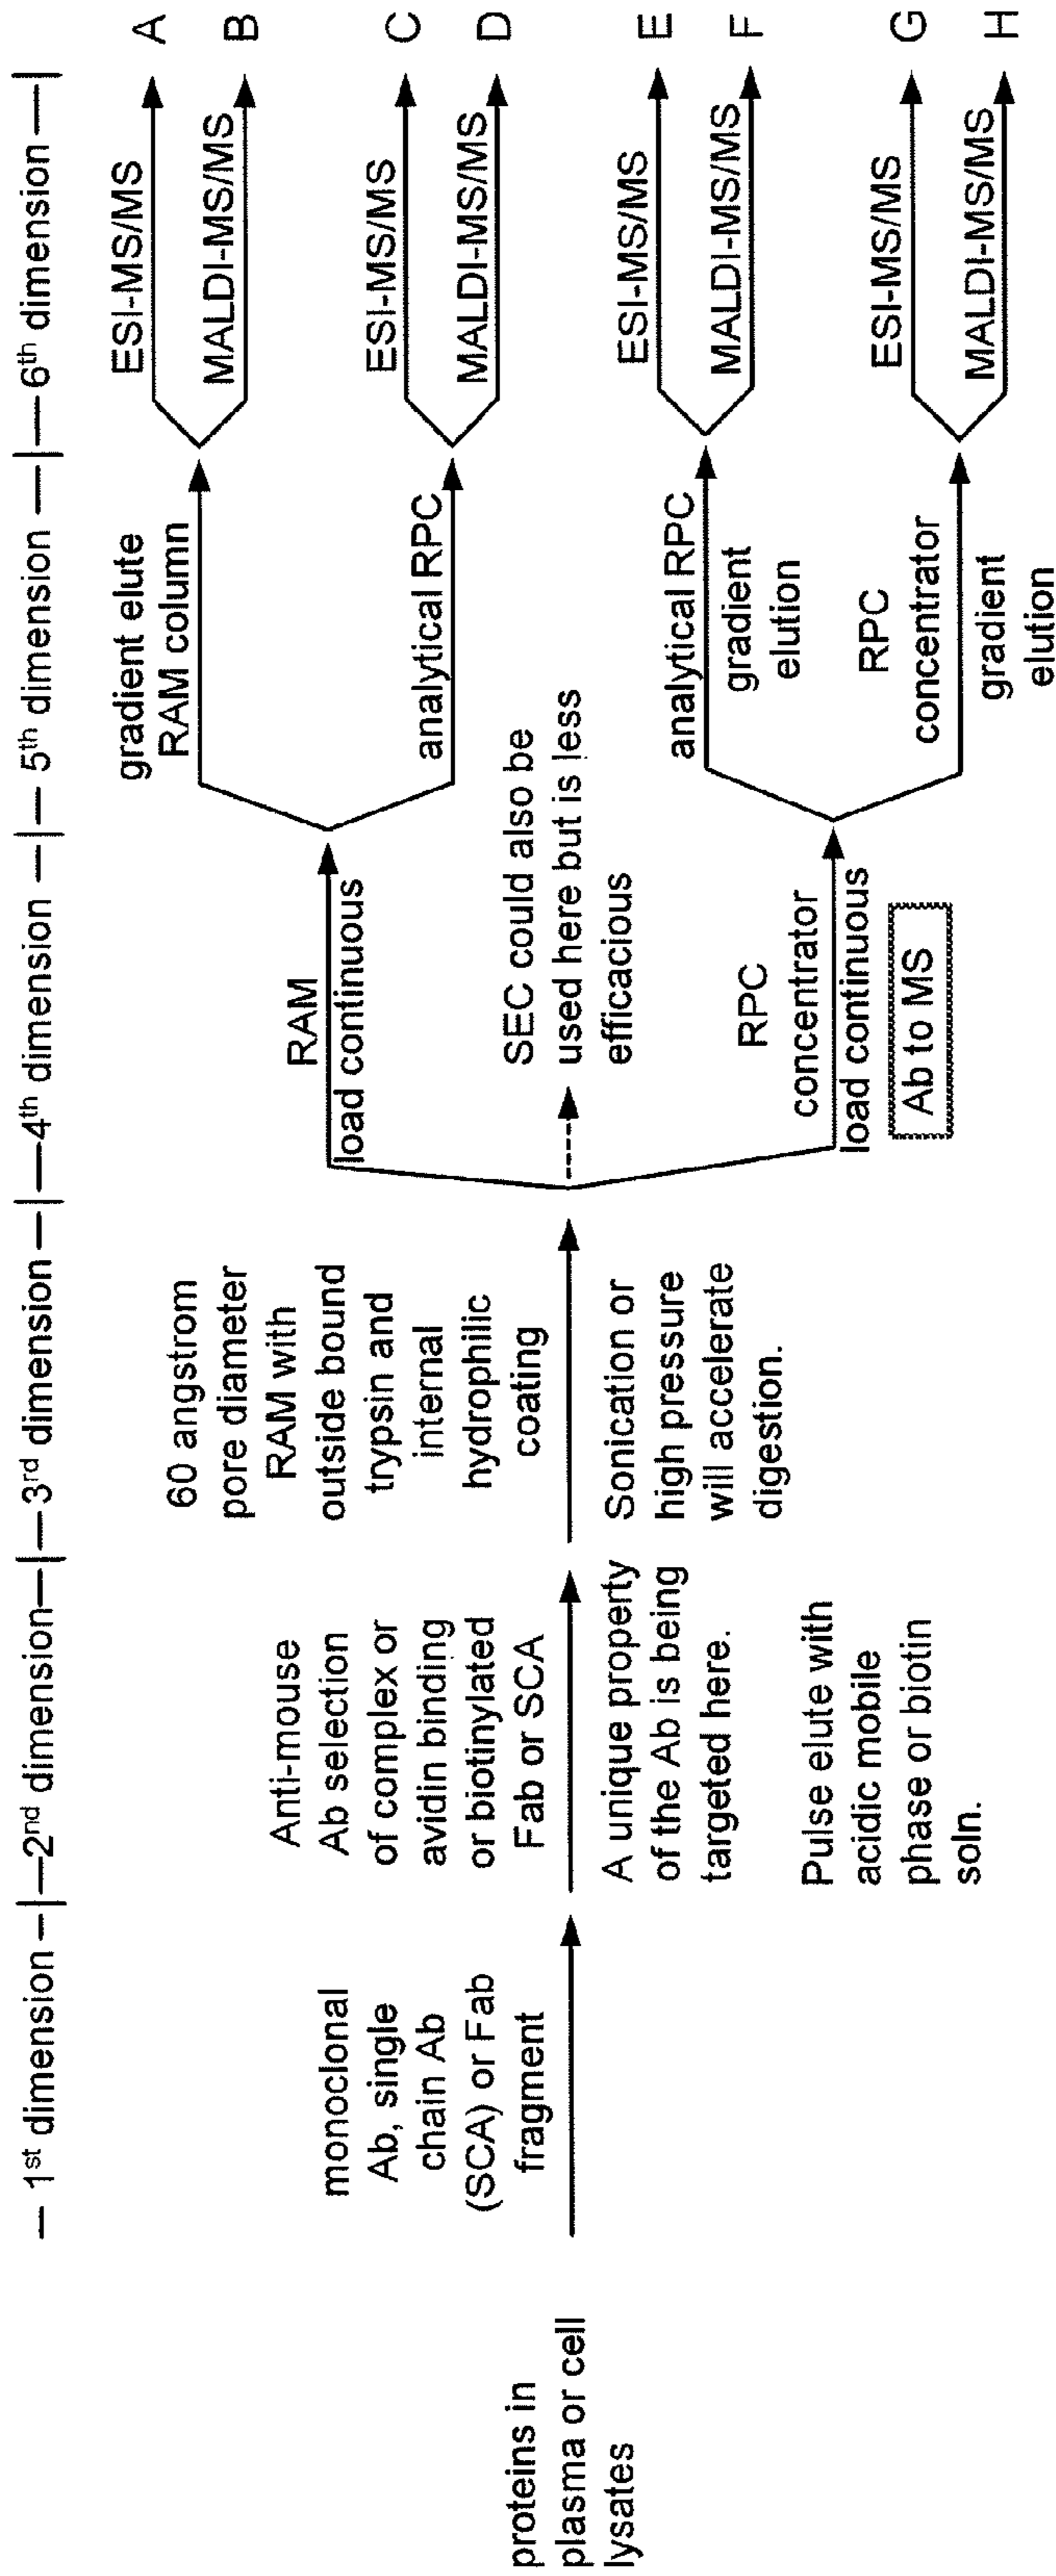 — 1st dimension —|—2nd dimension—|— 3rd dimension —|—4th dimension —|— 5th dimension —|— 6th dimension —|
proteins in
plasma or cell
lysates
monoclonal
Ab, single
chain Ab
(SCA) or Fab
fragment
Anti-mouse
Ab selection
of complex or
avidin binding
or biotinylated
Fab or SCA
A unique property
of the Ab is being
targeted here.
Pulse elute with
acidic mobile
phase or biotin
soln.
60 angstrom
pore diameter
RAM with
outside bound
trypsin and
internal
hydrophilic
coating
Sonication or
high pressure
will accelerate
digestion.
RAM
load continuous
SEC could also be
used here but is less
efficacious
RPC
concentrator
load continuous
Ab to MS
gradient elute
RAM column
analytical RPC
analytical RPC
gradient
elution
RPC
concentrator
gradient
elution
ESI-MS/MS A
MALDI-MS/MS B
ESI-MS/MS C
MALDI-MS/MS D
ESI-MS/MS E
MALDI-MS/MS F
ESI-MS/MS G
MALDI-MS/MS H